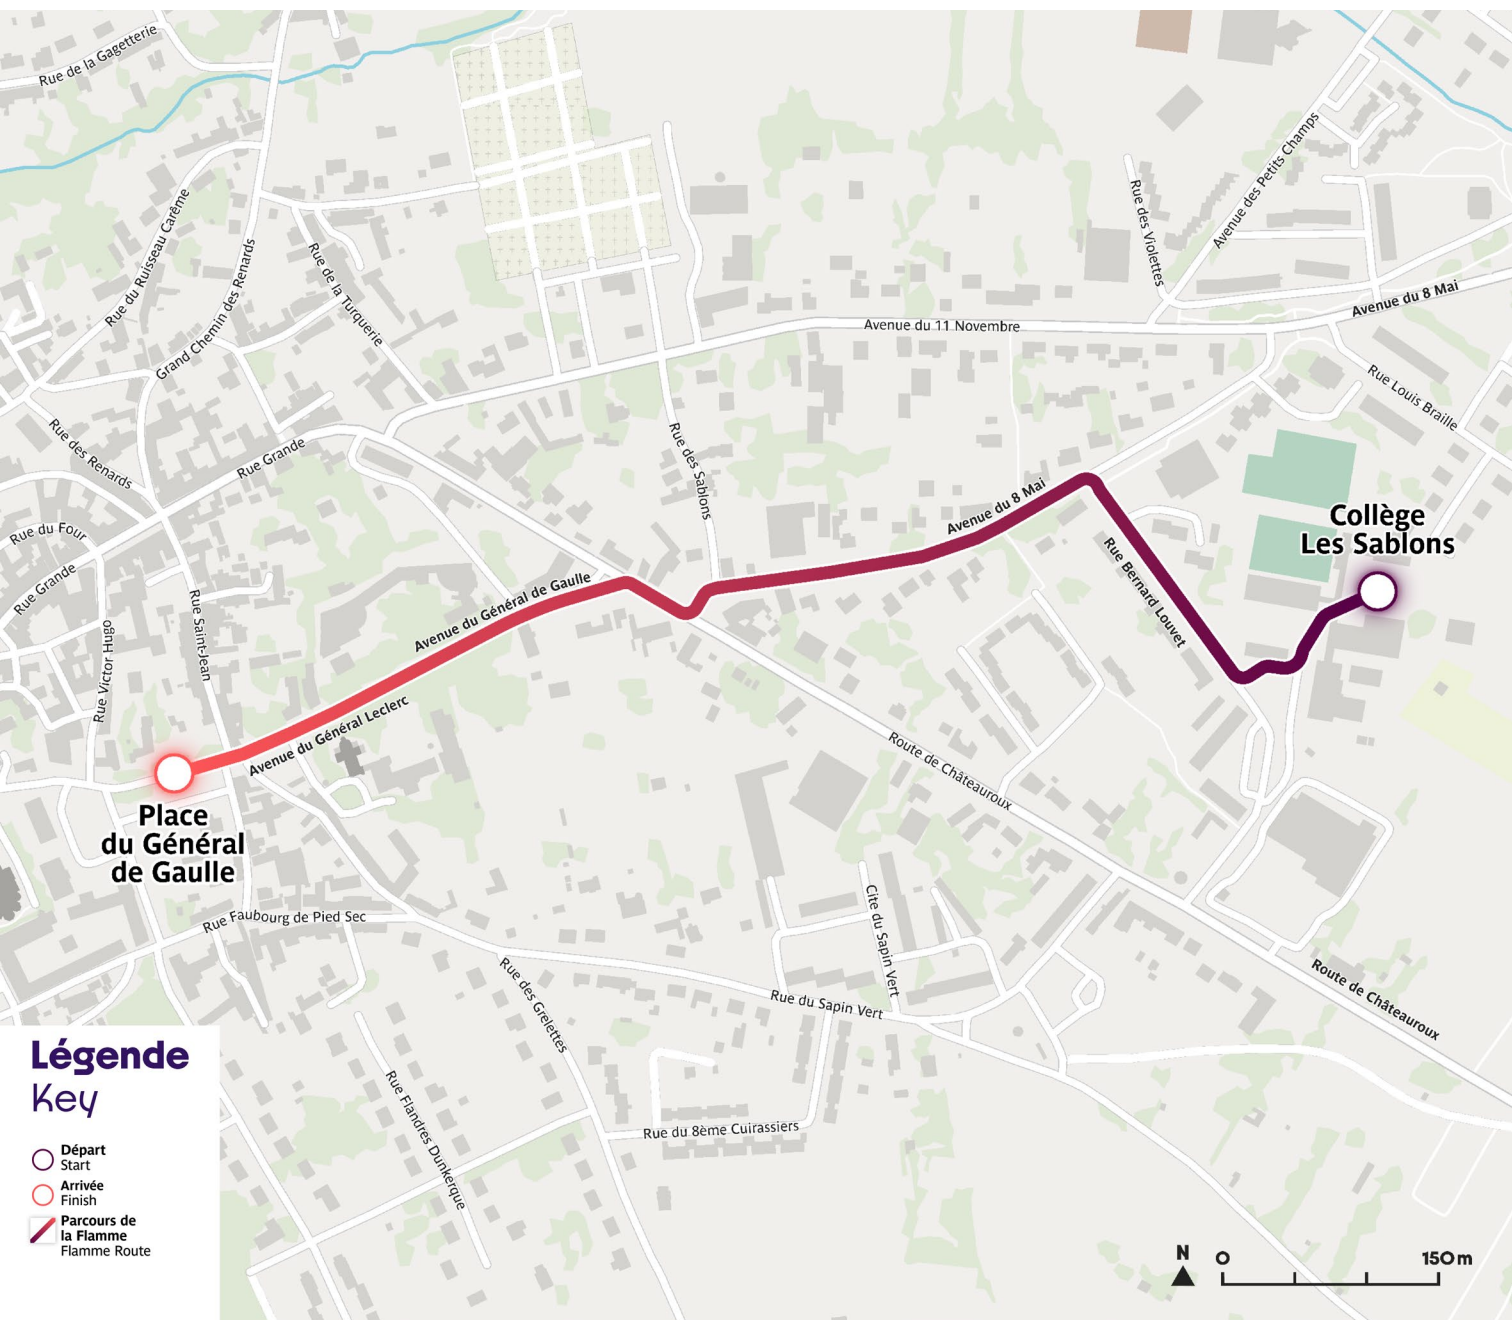 Rue de la Gagetterie
Avenue des Petits Champs
Rue des Violettes
Rue du Ruisseau Carême
Grand Chemin des Renards
Rue de la Turquerie
Avenue du 8 Mai
Avenue du 11 Novembre
Rue Louis Braille
Rue des Renards
Rue Grande
Rue des Sablons
Avenue du 8 Mai
Collège
Les Sablons
Rue du Four
Rue Grande
Rue Bernard Louvet
Avenue du Général de Gaulle
Rue Saint-Jean
Rue Victor Hugo
Avenue du Général Leclerc
Route de Châteauroux
Place
du Général
de Gaulle
Rue Faubourg de Pied Sec
Cite du Sapin Vert
Rue des Grelettes
Rue du Sapin Vert
Route de Châteauroux
Rue Flandres Dunkerque
Rue du 8ème Cuirassiers
Légende
Key
Départ
Start
Arrivée
Finish
Parcours de
la Flamme
Flamme Route
N
0
150 m